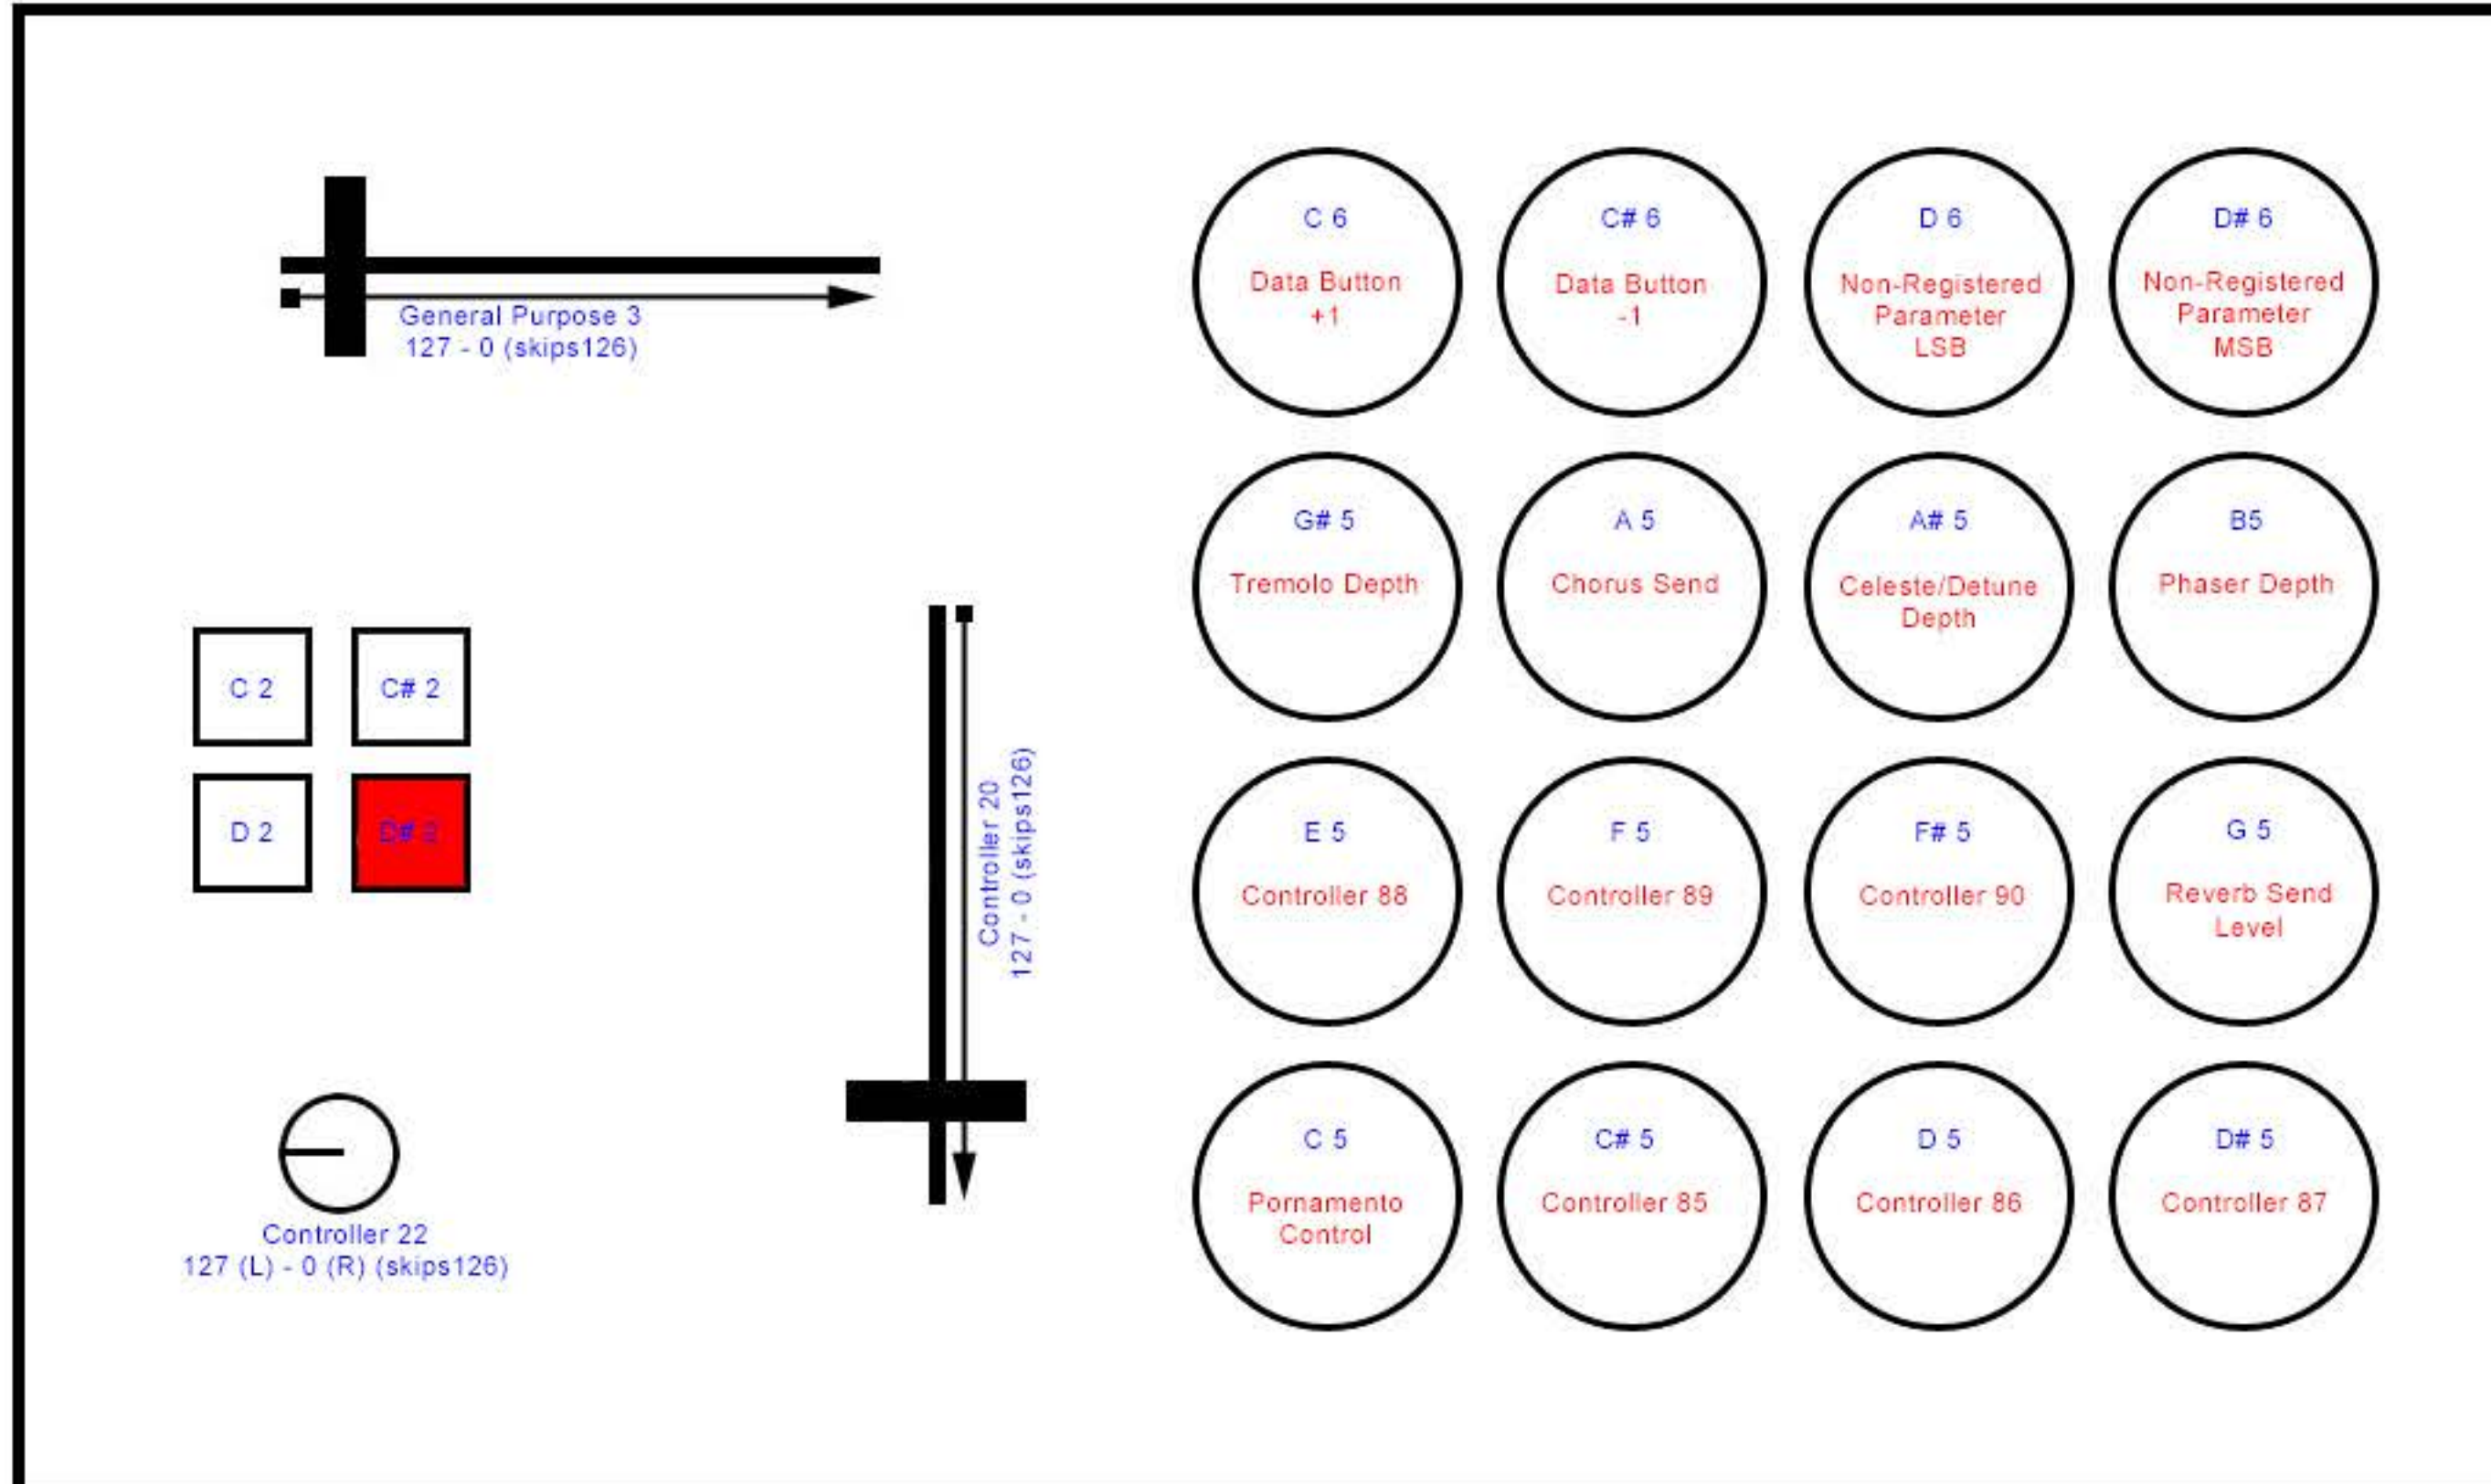 General Purpose 3
127 - 0 (skips126)
C 2
C# 2
D 2
D# 2
Controller 22
127 (L) - 0 (R) (skips126)
Controller 20
127 - 0 (skips126)
C 6
Data Button
+1
C# 6
Data Button
-1
D 6
Non-Registered
Parameter
LSB
D# 6
Non-Registered
Parameter
MSB
G# 5
Tremolo Depth
A 5
Chorus Send
A# 5
Celeste/Detune
Depth
B5
Phaser Depth
E 5
Controller 88
F 5
Controller 89
F# 5
Controller 90
G 5
Reverb Send
Level
C 5
Pornamento
Control
C# 5
Controller 85
D 5
Controller 86
D# 5
Controller 87